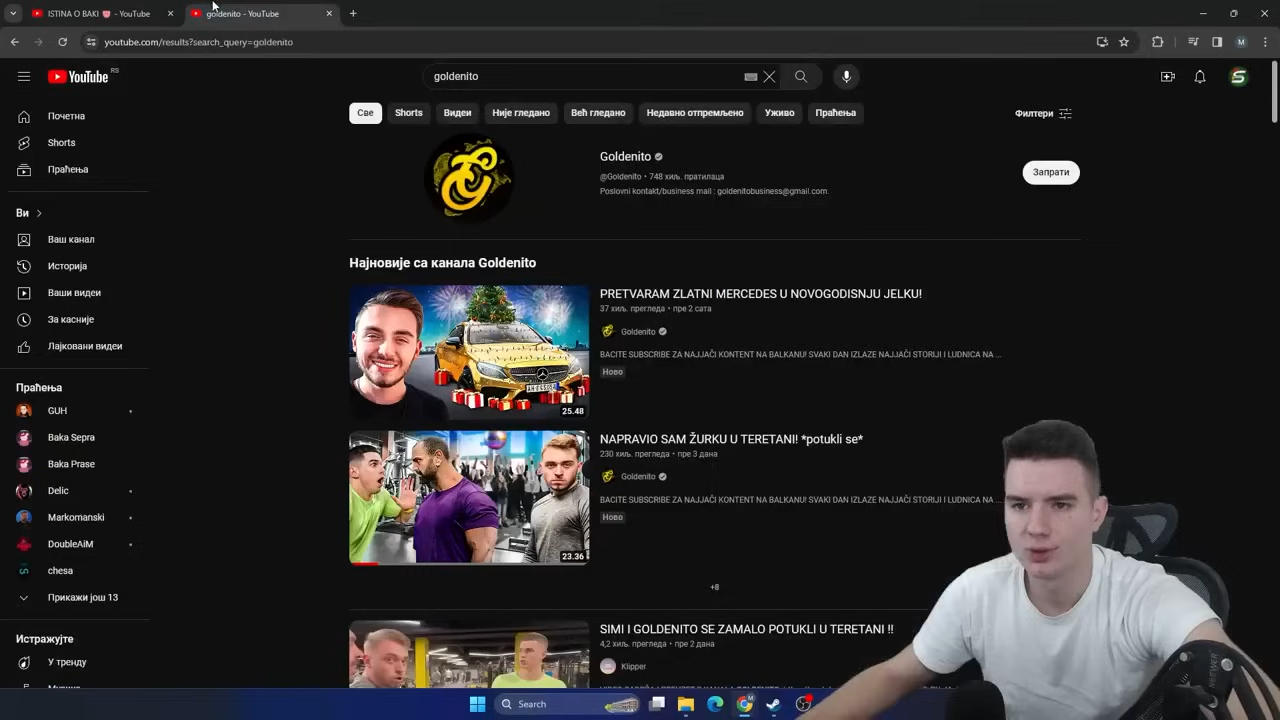 ISTINA O BAKI - YouTube
goldenito - YouTube
youtube.com/results?search_query=goldenito
M
YouTube
RS
goldenito
Све
Shorts
Видеи
Није гледано
Већ гледано
Недавно отпремљено
Уживо
Праћења
Филтери
Почетна
Shorts
Праћења
Ви
Ваш канал
Историја
Ваши видеи
За касније
Лајковани видеи
Праћења
GUH
Baka Sepra
Baka Prase
Delic
Markomanski
DoubleAiM
chesa
Прикажи још 13
Истражујте
У тренду
Goldenito
@Goldenito • 748 хиљ. пратилаца
Poslovni kontakt/business mail : goldenitobusiness@gmail.com.
Запрати
Најновије са канала Goldenito
PRETVARAM ZLATNI MERCEDES U NOVOGODISNJU JELKU!
37 хиљ. прегледа • пре 2 сата
Goldenito
BACITE SUBSCRIBE ZA NAJJAČI KONTENT NA BALKANU! SVAKI DAN IZLAZE NAJJAČI STORIJI I LUDNICA NA ...
Ново
25.48
NAPRAVIO SAM ŽURKU U TERETANI! *potukli se*
230 хиљ. прегледа • пре 3 дана
Goldenito
BACITE SUBSCRIBE ZA NAJJAČI KONTENT NA BALKANU! SVAKI DAN IZLAZE NAJJAČI STORIJI I LUDNICA NA ...
Ново
23.36
+8
SIMI I GOLDENITO SE ZAMALO POTUKLI U TERETANI !!
4,2 хиљ. прегледа • пре 2 дана
Klipper
Search